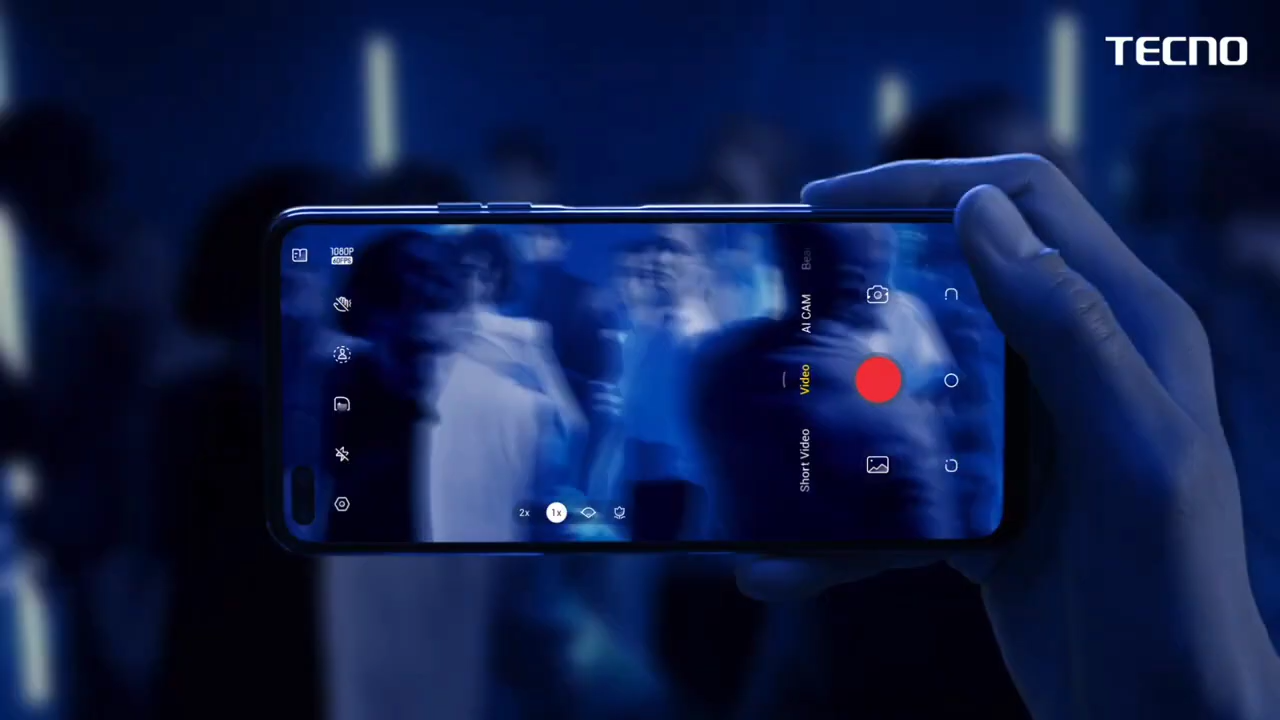 TECNO
1080P
60FPS
Bea
AI CAM
Video
Short Video
2x
1x